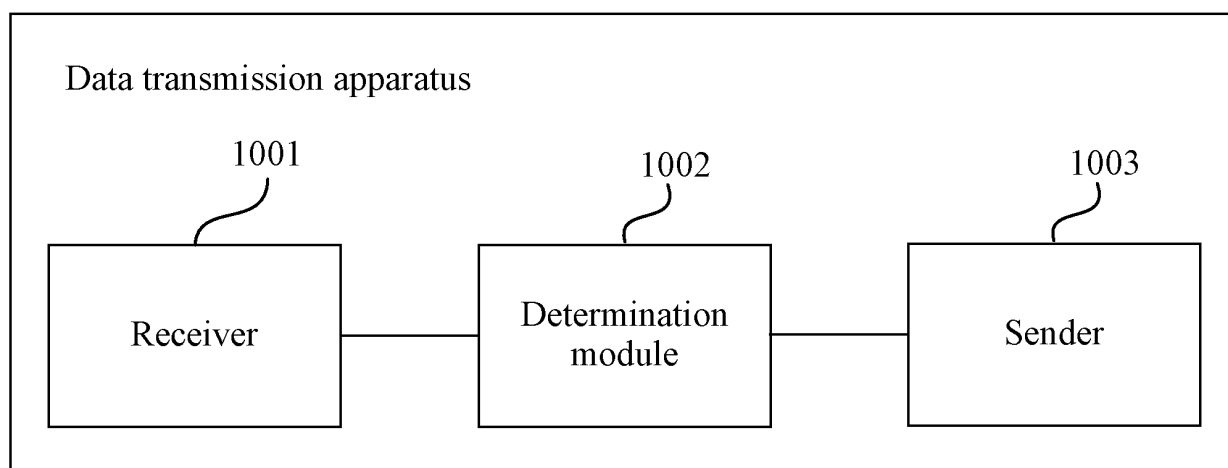 Data transmission apparatus
1001
1002
1003
Receiver
Determination
module
Sender